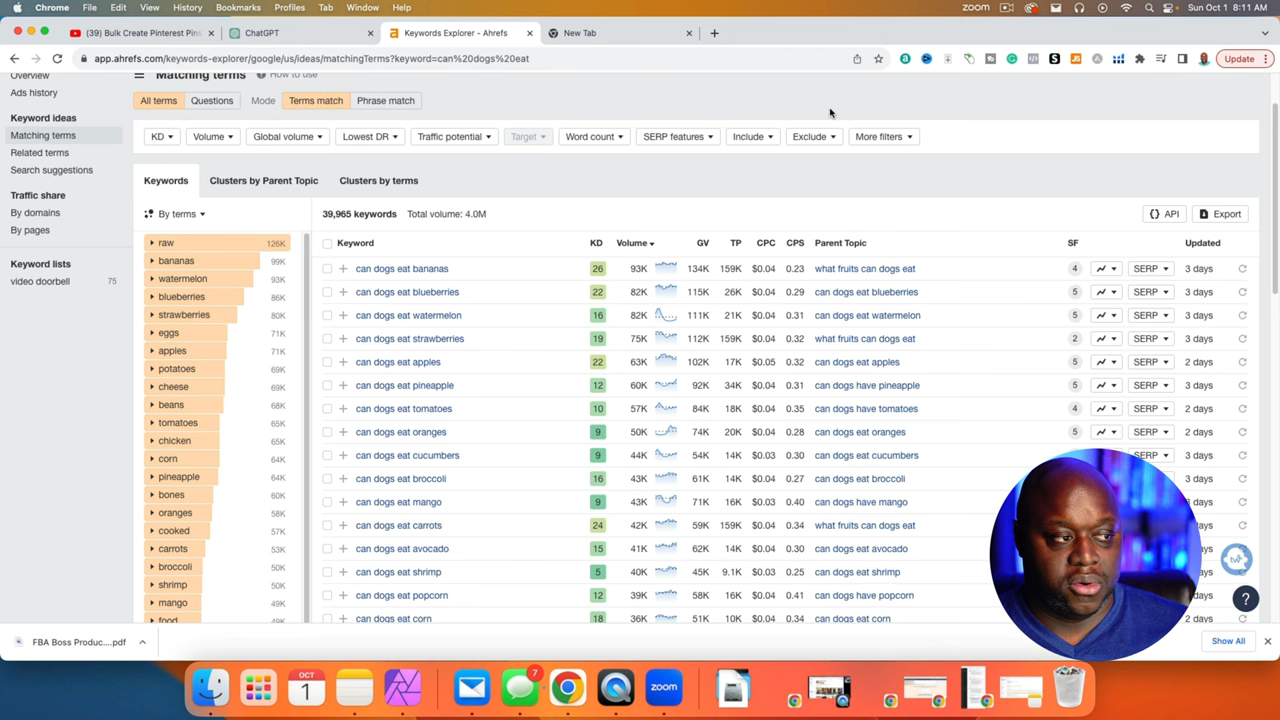 Chrome File Edit View History Bookmarks Profiles Tab Window Help zoom Sun Oct 1 8:11 AM
(39) Bulk Create Pinterest Pins Keywords Explorer - Ahrefs New Tab
ChatGPT
app.ahrefs.com/keywords-explorer/google/us/ideas/matchingTerms?keyword=can%20dogs%20eat Update
Overview Matching terms How to use
Ads history All terms Questions Mode Terms match Phrase match
Keyword ideas
Matching terms KD Volume Global volume Lowest DR Traffic potential Target Word count SERP features Include Exclude More filters
Related terms
Search suggestions Keywords Clusters by Parent Topic Clusters by terms
Traffic share
By domains By terms 39,965 keywords Total volume: 4.0M API Export
By pages
Keyword lists
video doorbell 75
Keyword KD Volume GV TP CPC CPS Parent Topic SF Updated
raw 126K
bananas 99K
watermelon 93K
blueberries 86K
strawberries 80K
eggs 71K
apples 71K
potatoes 69K
cheese 69K
beans 68K
tomatoes 65K
chicken 65K
corn 64K
pineapple 64K
bones 60K
oranges 58K
cooked 57K
carrots 53K
broccoli 50K
shrimp 50K
mango 49K
food 49K
can dogs eat bananas 26 93K 134K 159K $0.04 0.23 what fruits can dogs eat 4 SERP 3 days
can dogs eat blueberries 22 82K 115K 26K $0.04 0.29 can dogs eat blueberries 5 SERP 3 days
can dogs eat watermelon 16 82K 111K 21K $0.04 0.31 can dogs eat watermelon 5 SERP 3 days
can dogs eat strawberries 19 75K 112K 159K $0.04 0.32 what fruits can dogs eat 2 SERP 3 days
can dogs eat apples 22 63K 102K 17K $0.05 0.32 can dogs eat apples 5 SERP 2 days
can dogs eat pineapple 12 60K 92K 34K $0.04 0.31 can dogs have pineapple 5 SERP 3 days
can dogs eat tomatoes 10 57K 84K 18K $0.04 0.35 can dogs have tomatoes 4 SERP 2 days
can dogs eat oranges 9 50K 74K 20K $0.04 0.28 can dogs eat oranges 5 SERP 2 days
can dogs eat cucumbers 9 44K 54K 14K $0.03 0.30 can dogs eat cucumbers SERP 3 days
can dogs eat broccoli 16 43K 61K 14K $0.04 0.27 can dogs eat broccoli
can dogs eat mango 9 43K 71K 16K $0.03 0.40 can dogs have mango
can dogs eat carrots 24 42K 59K 159K $0.04 0.34 what fruits can dogs eat
can dogs eat avocado 15 41K 62K 14K $0.04 0.30 can dogs eat avocado
can dogs eat shrimp 5 40K 45K 9.1K $0.03 0.25 can dogs eat shrimp
can dogs eat popcorn 12 39K 58K 16K $0.04 0.41 can dogs have popcorn
can dogs eat corn 18 36K 51K 10K $0.04 0.30 can dogs eat corn
?
FBA Boss Produc....pdf Show All
OCT
1
7
zoom